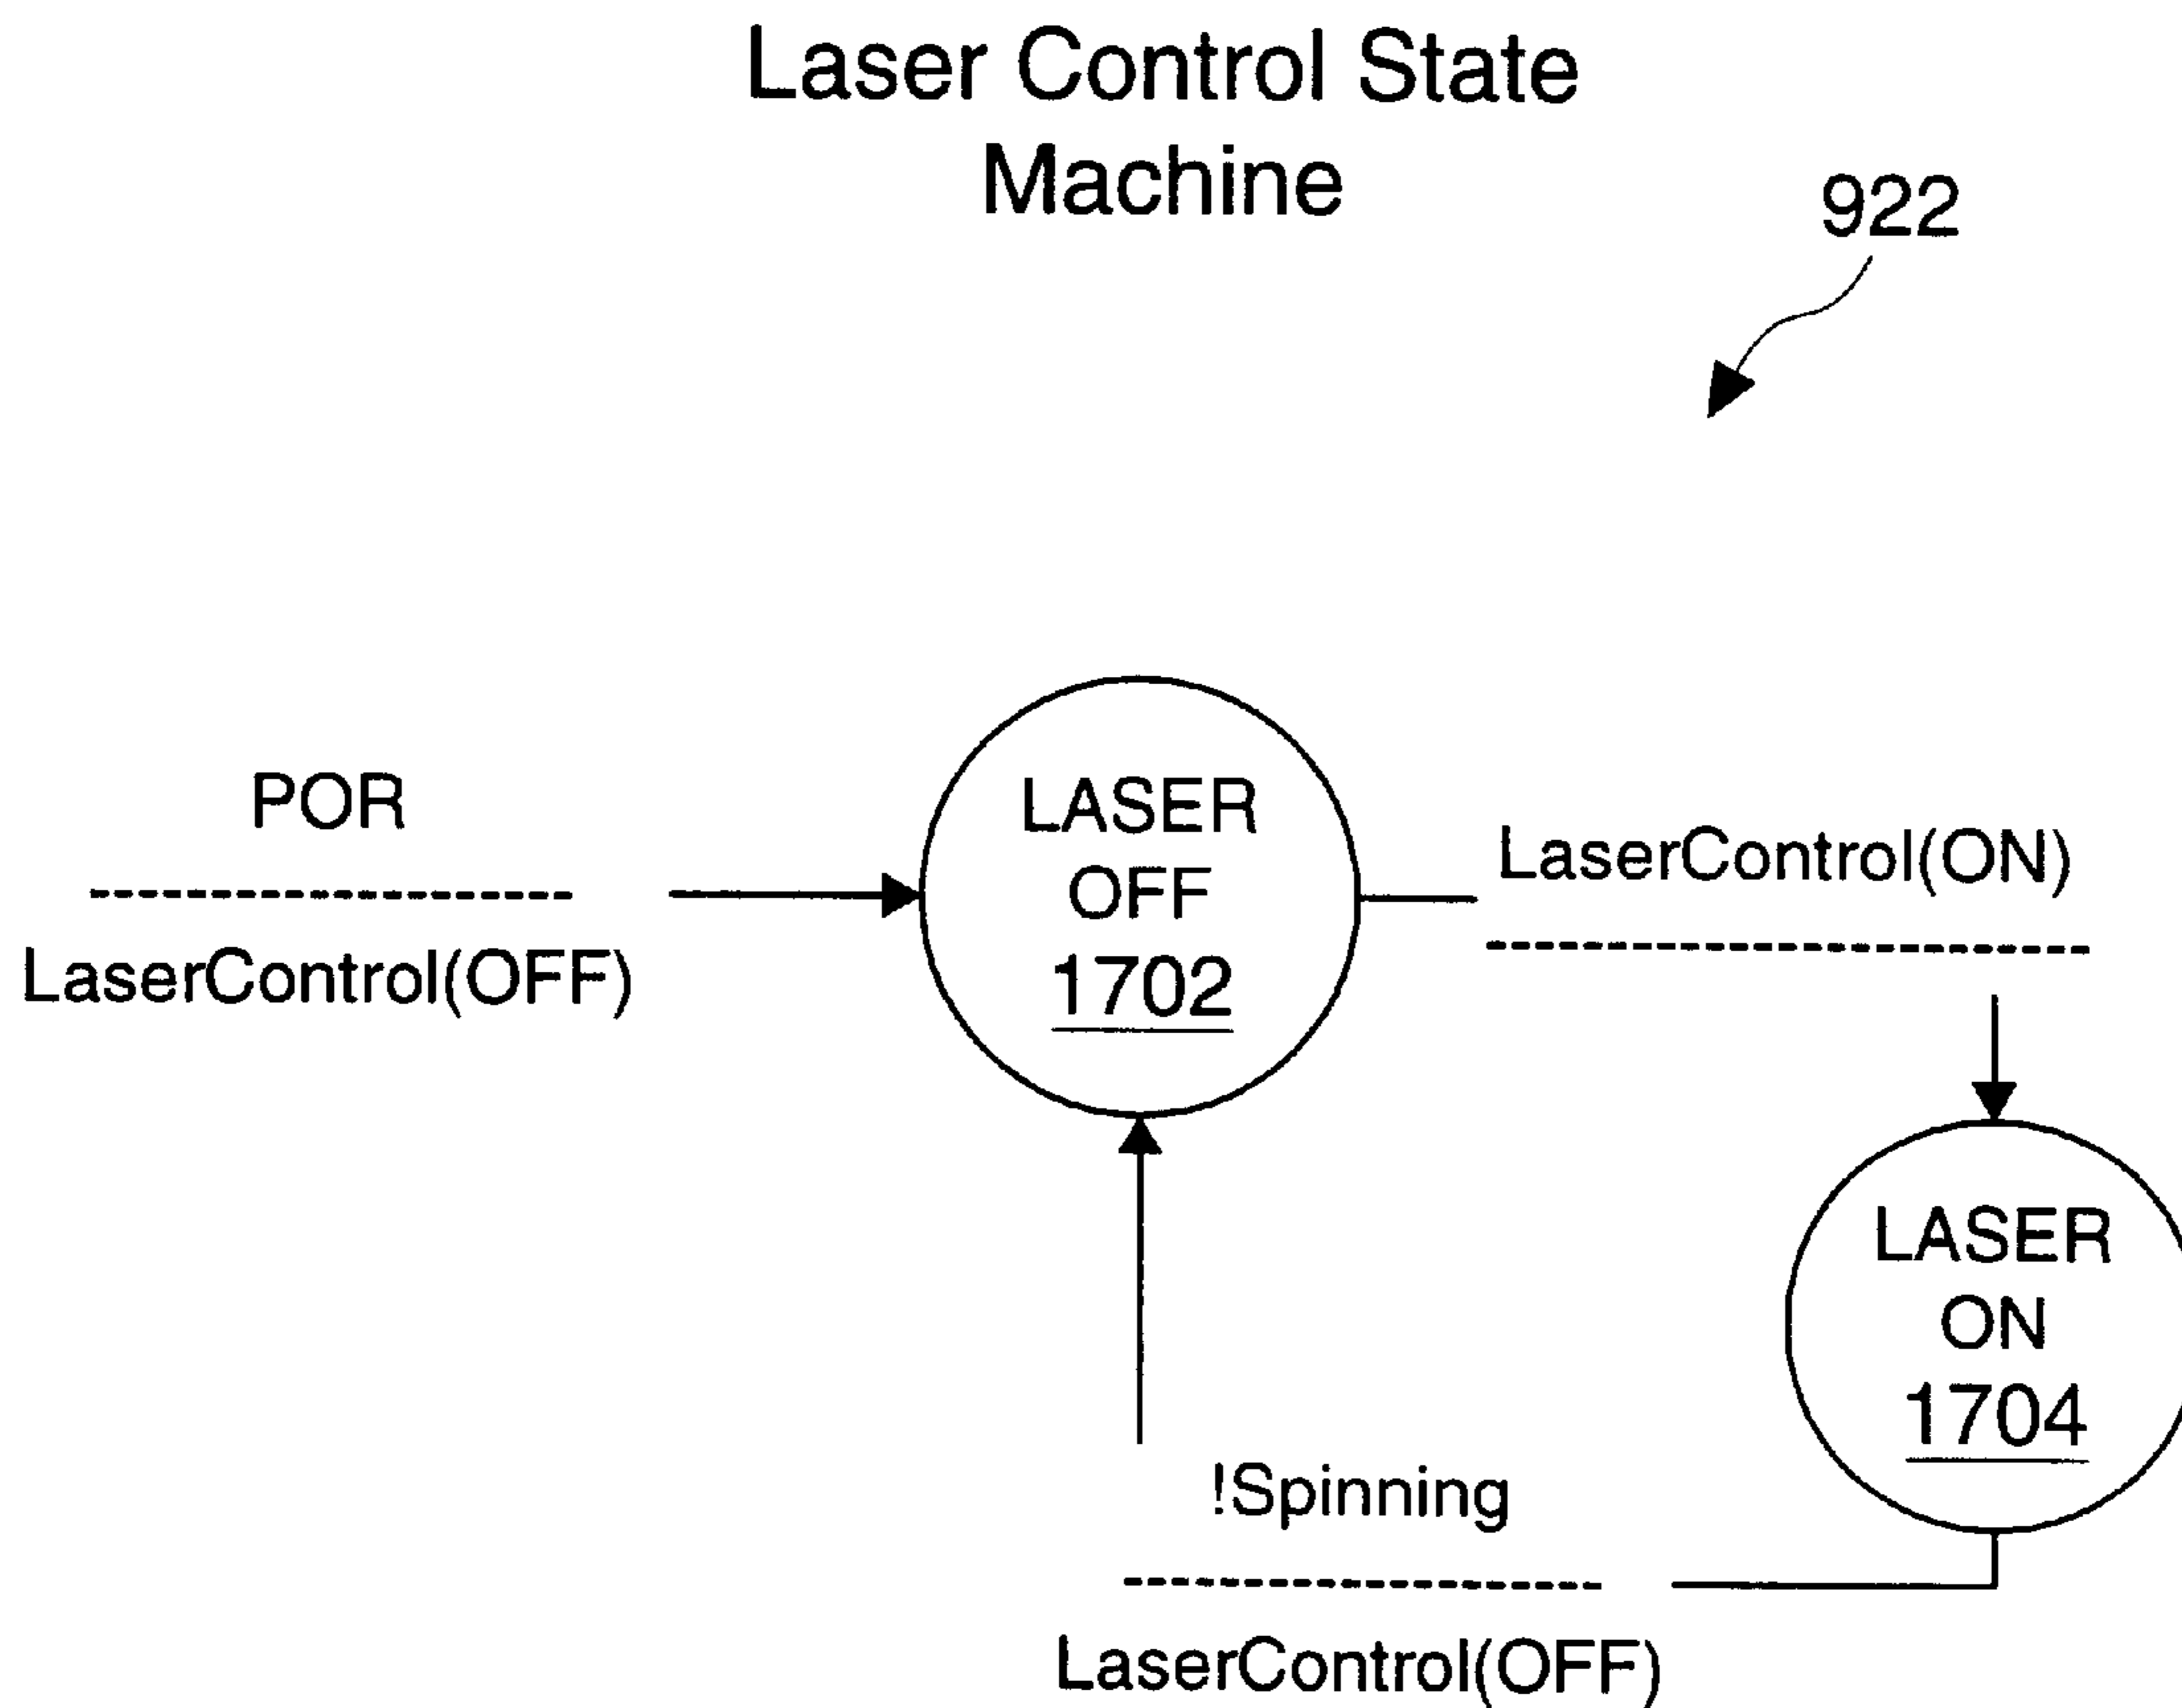 Laser Control State
Machine
922
POR
LaserControl(OFF)
LASER
OFF
1702
LaserControl(ON)
LASER
ON
1704
!Spinning
LaserControl(OFF)